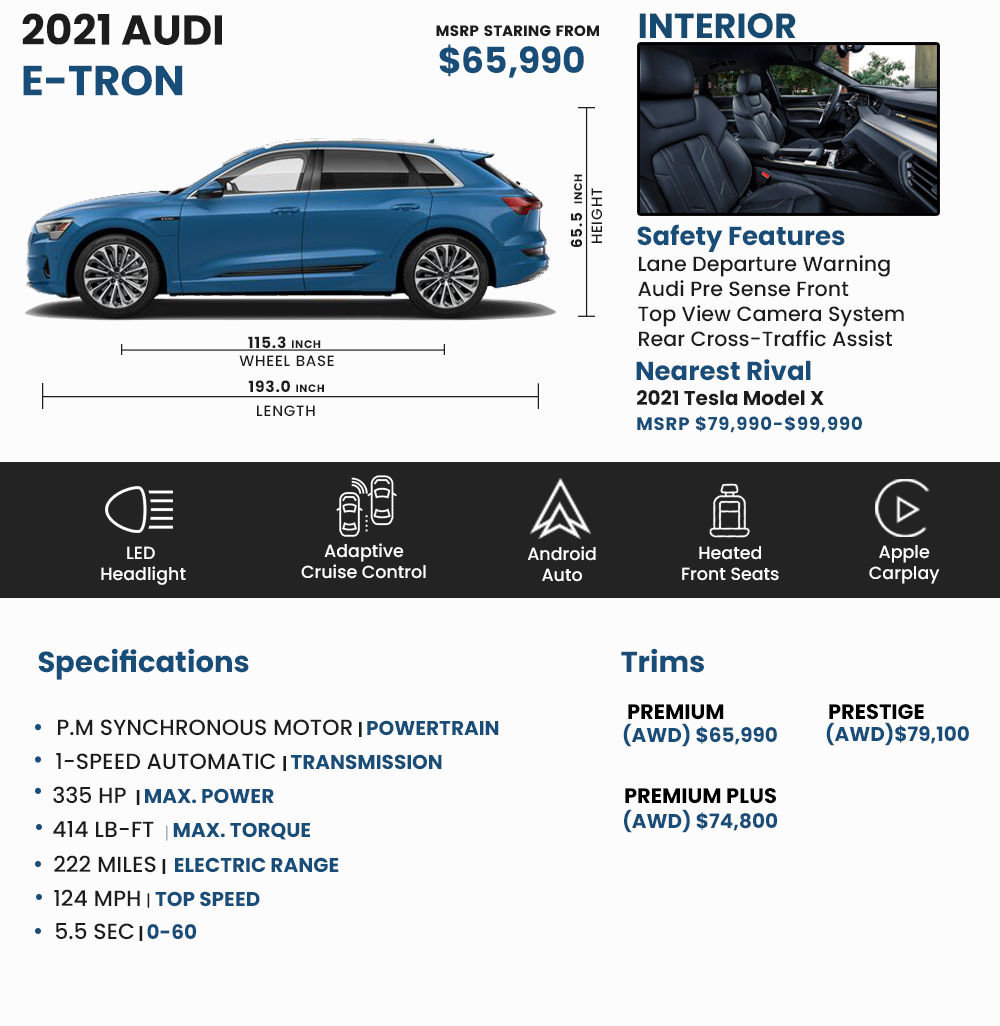 2021 AUDI
E-TRON
MSRP STARING FROM
$65,990
65.5 INCH
HEIGHT
115.3 INCH
WHEEL BASE
193.0 INCH
LENGTH
INTERIOR
Safety Features
Lane Departure Warning
Audi Pre Sense Front
Top View Camera System
Rear Cross-Traffic Assist
Nearest Rival
2021 Tesla Model X
MSRP $79,990-$99,990
LED
Headlight
Adaptive
Cruise Control
Android
Auto
Heated
Front Seats
Apple
Carplay
Specifications
• P.M SYNCHRONOUS MOTOR | POWERTRAIN
• 1-SPEED AUTOMATIC | TRANSMISSION
• 335 HP | MAX. POWER
• 414 LB-FT | MAX. TORQUE
• 222 MILES | ELECTRIC RANGE
• 124 MPH | TOP SPEED
• 5.5 SEC | 0-60
Trims
PREMIUM
(AWD) $65,990
PRESTIGE
(AWD)$79,100
PREMIUM PLUS
(AWD) $74,800